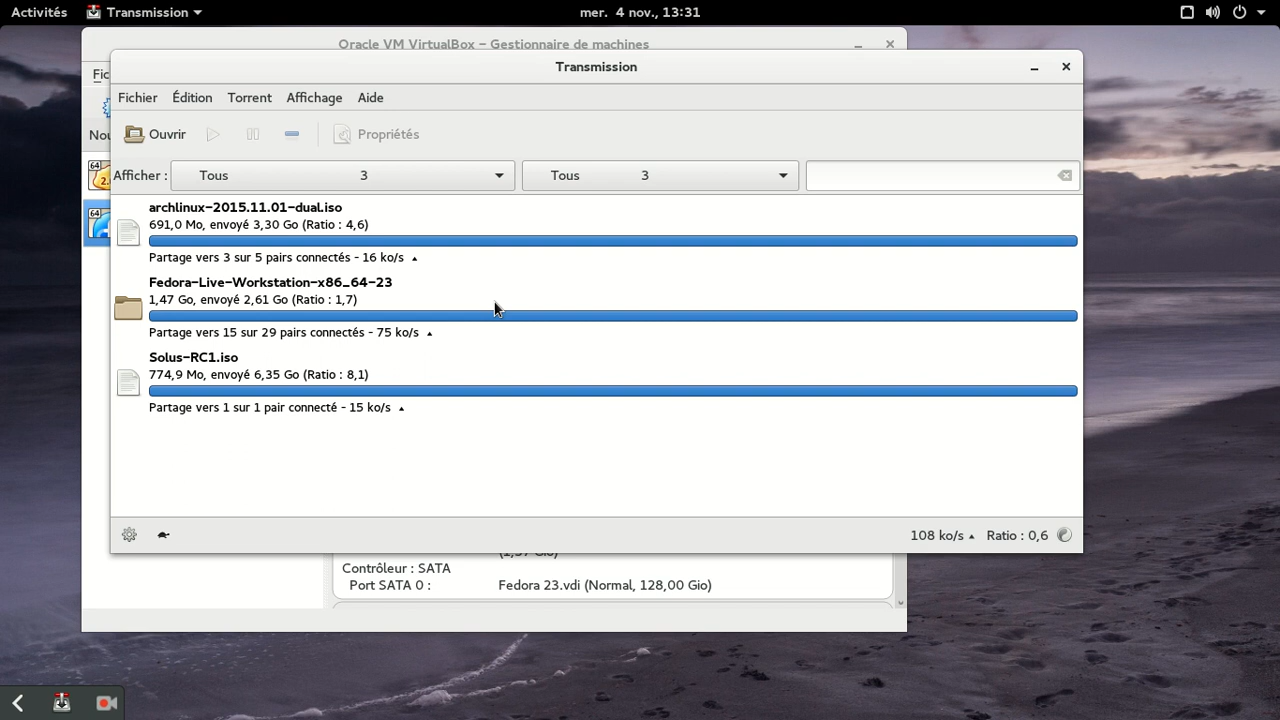 Activités Transmission mer. 4 nov., 13:31
Oracle VM VirtualBox – Gestionnaire de machines
Transmission
Fichier Édition Torrent Affichage Aide
Ouvrir Propriétés
Afficher : Tous 3 Tous 3
archlinux-2015.11.01-dual.iso
691,0 Mo, envoyé 3,30 Go (Ratio : 4,6)
Partage vers 3 sur 5 pairs connectés - 16 ko/s ▲
Fedora-Live-Workstation-x86_64-23
1,47 Go, envoyé 2,61 Go (Ratio : 1,7)
Partage vers 15 sur 29 pairs connectés - 75 ko/s ▲
Solus-RC1.iso
774,9 Mo, envoyé 6,35 Go (Ratio : 8,1)
Partage vers 1 sur 1 pair connecté - 15 ko/s ▲
108 ko/s ▲ Ratio : 0,6
Contrôleur : SATA
Port SATA 0 : Fedora 23.vdi (Normal, 128,00 Gio)